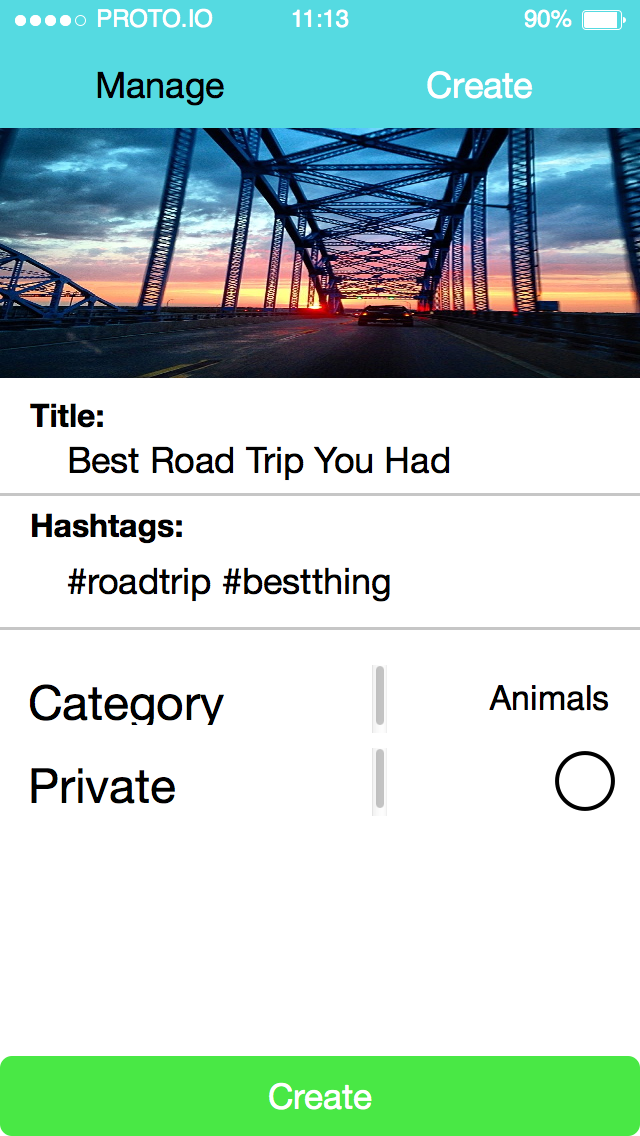 PROTO.IO 11:13 90%
Manage Create
Title:
Best Road Trip You Had
Hashtags:
#roadtrip #bestthing
Category Animals
Private
Create